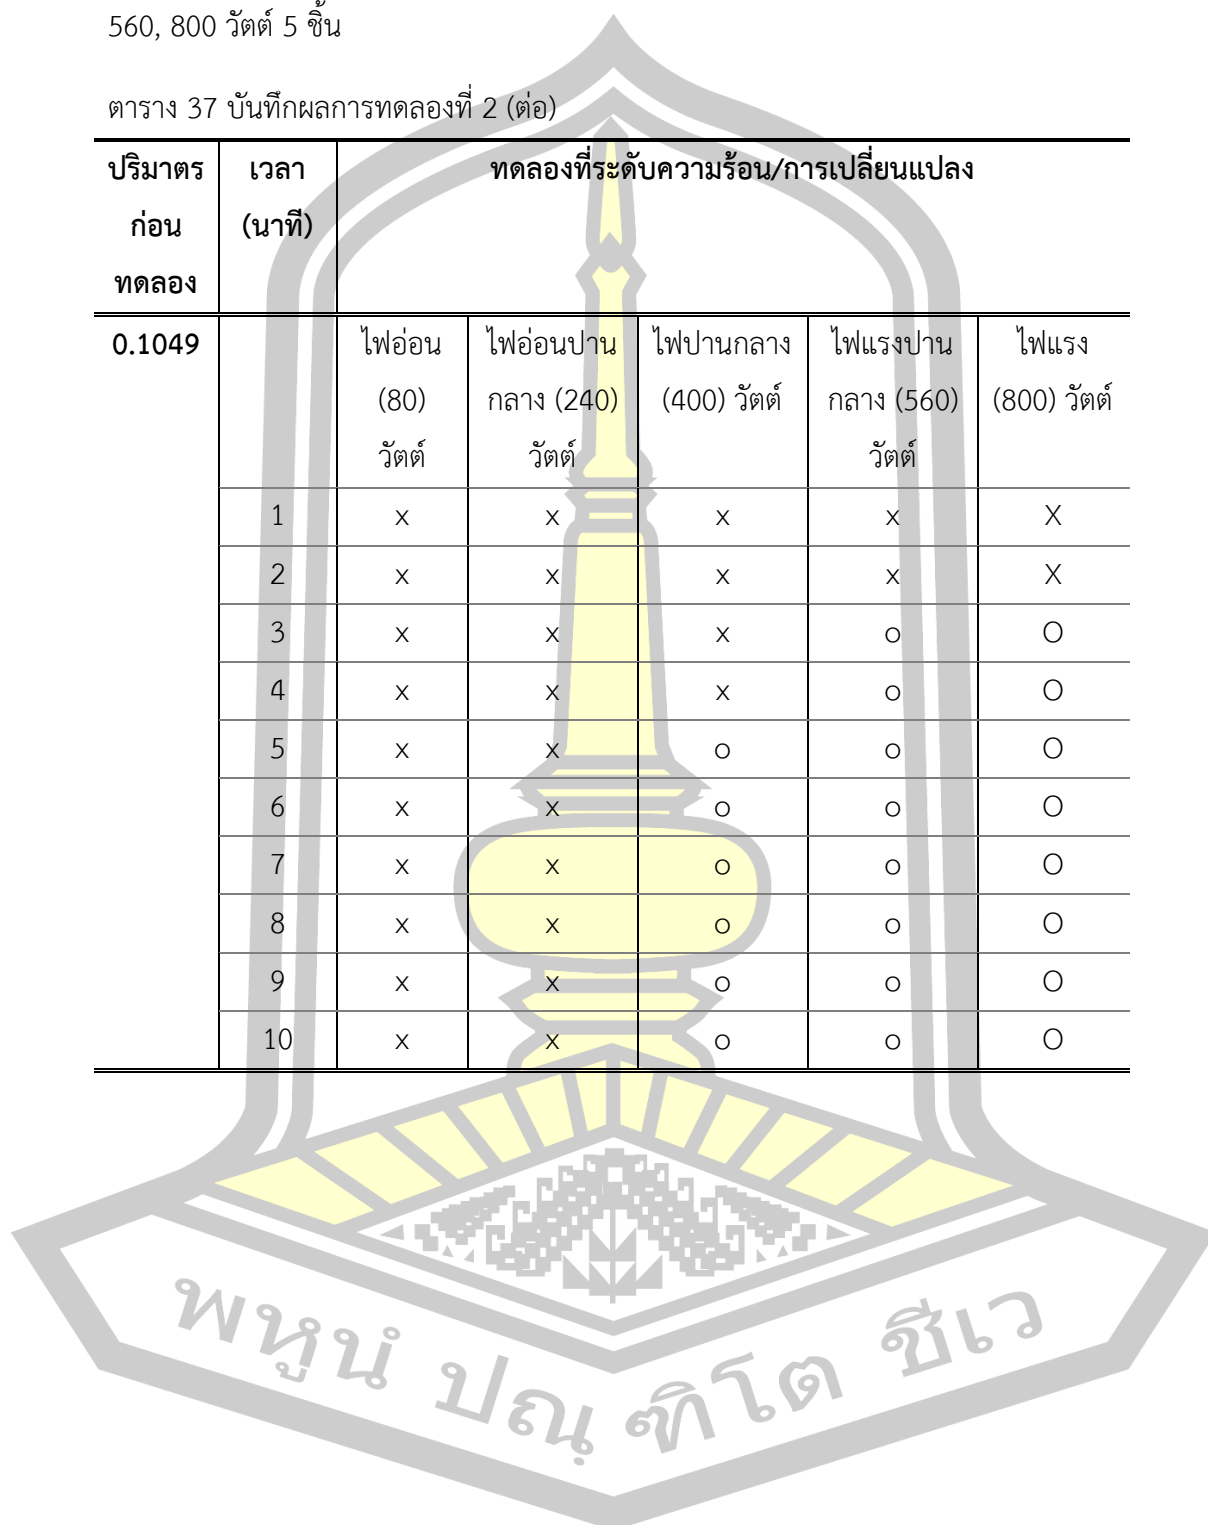 560, 800 วัตต์ 5 ชิ้น
ตาราง 37 บันทึกผลการทดลองที่ 2 (ต่อ)
ปริมาตร เวลา ทดลองที่ระดับความร้อน/การเปลี่ยนแปลง
ก่อน (นาที)
ทดลอง
0.1049 ไฟอ่อน ไฟอ่อนปาน ไฟปานกลาง ไฟแรงปาน ไฟแรง
(80) กลาง (240) (400) วัตต์ กลาง (560) (800) วัตต์
วัตต์ วัตต์ วัตต์
1 x x x x X
2 x x x x X
3 x x x o O
4 x x x o O
5 x x o o O
6 x x o o O
7 x x o o O
8 x x o o O
9 x x o o O
10 x x o o O
พหูนํ ปณฺฑิโต ชีเว